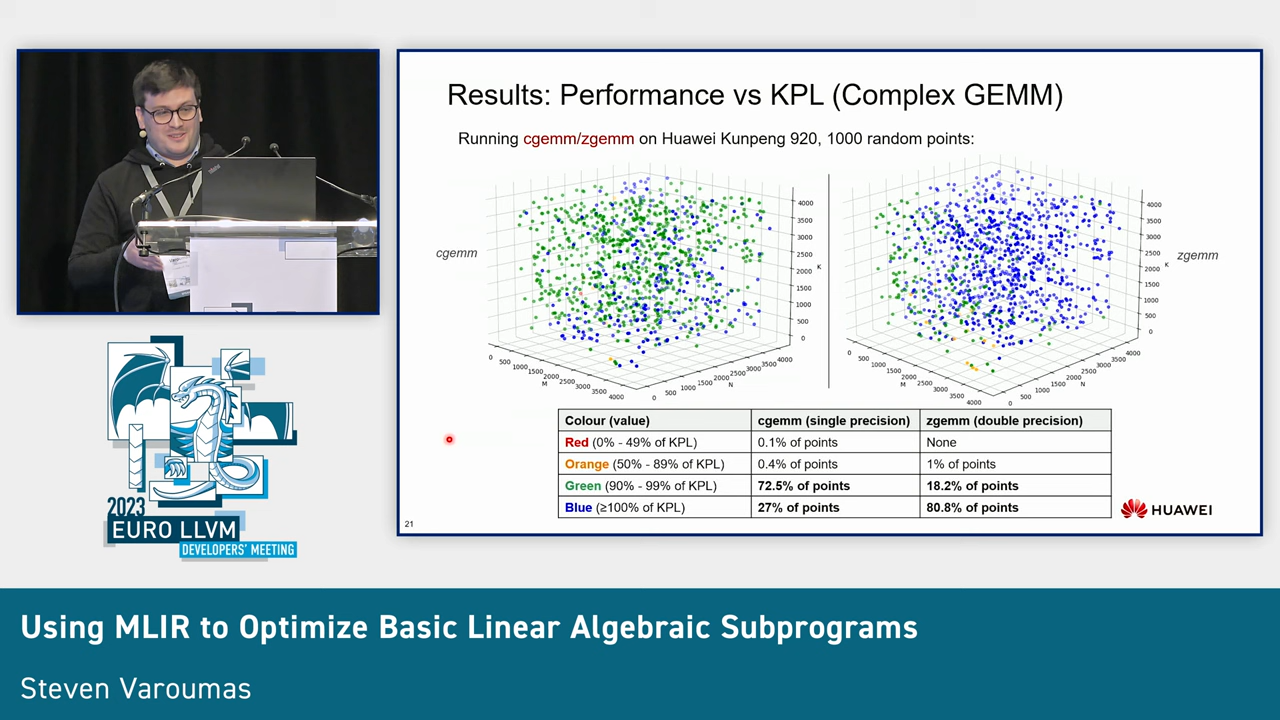 Results: Performance vs KPL (Complex GEMM)
Running cgemm/zgemm on Huawei Kunpeng 920, 1000 random points:
cgemm
0
500
1000
1500
2000
2500
3000
3500
4000
M
0
500
1000
1500
2000
2500
3000
3500
4000
N
0
500
1000
1500
2000
2500
3000
3500
4000
K
zgemm
0
500
1000
1500
2000
2500
3000
3500
4000
M
0
500
1000
1500
2000
2500
3000
3500
4000
N
0
500
1000
1500
2000
2500
3000
3500
4000
K
Colour (value) cgemm (single precision) zgemm (double precision)
Red (0% - 49% of KPL) 0.1% of points None
Orange (50% - 89% of KPL) 0.4% of points 1% of points
Green (90% - 99% of KPL) 72.5% of points 18.2% of points
Blue (≥100% of KPL) 27% of points 80.8% of points
21
HUAWEI
2023
EURO LLVM
DEVELOPERS' MEETING
Using MLIR to Optimize Basic Linear Algebraic Subprograms
Steven Varoumas